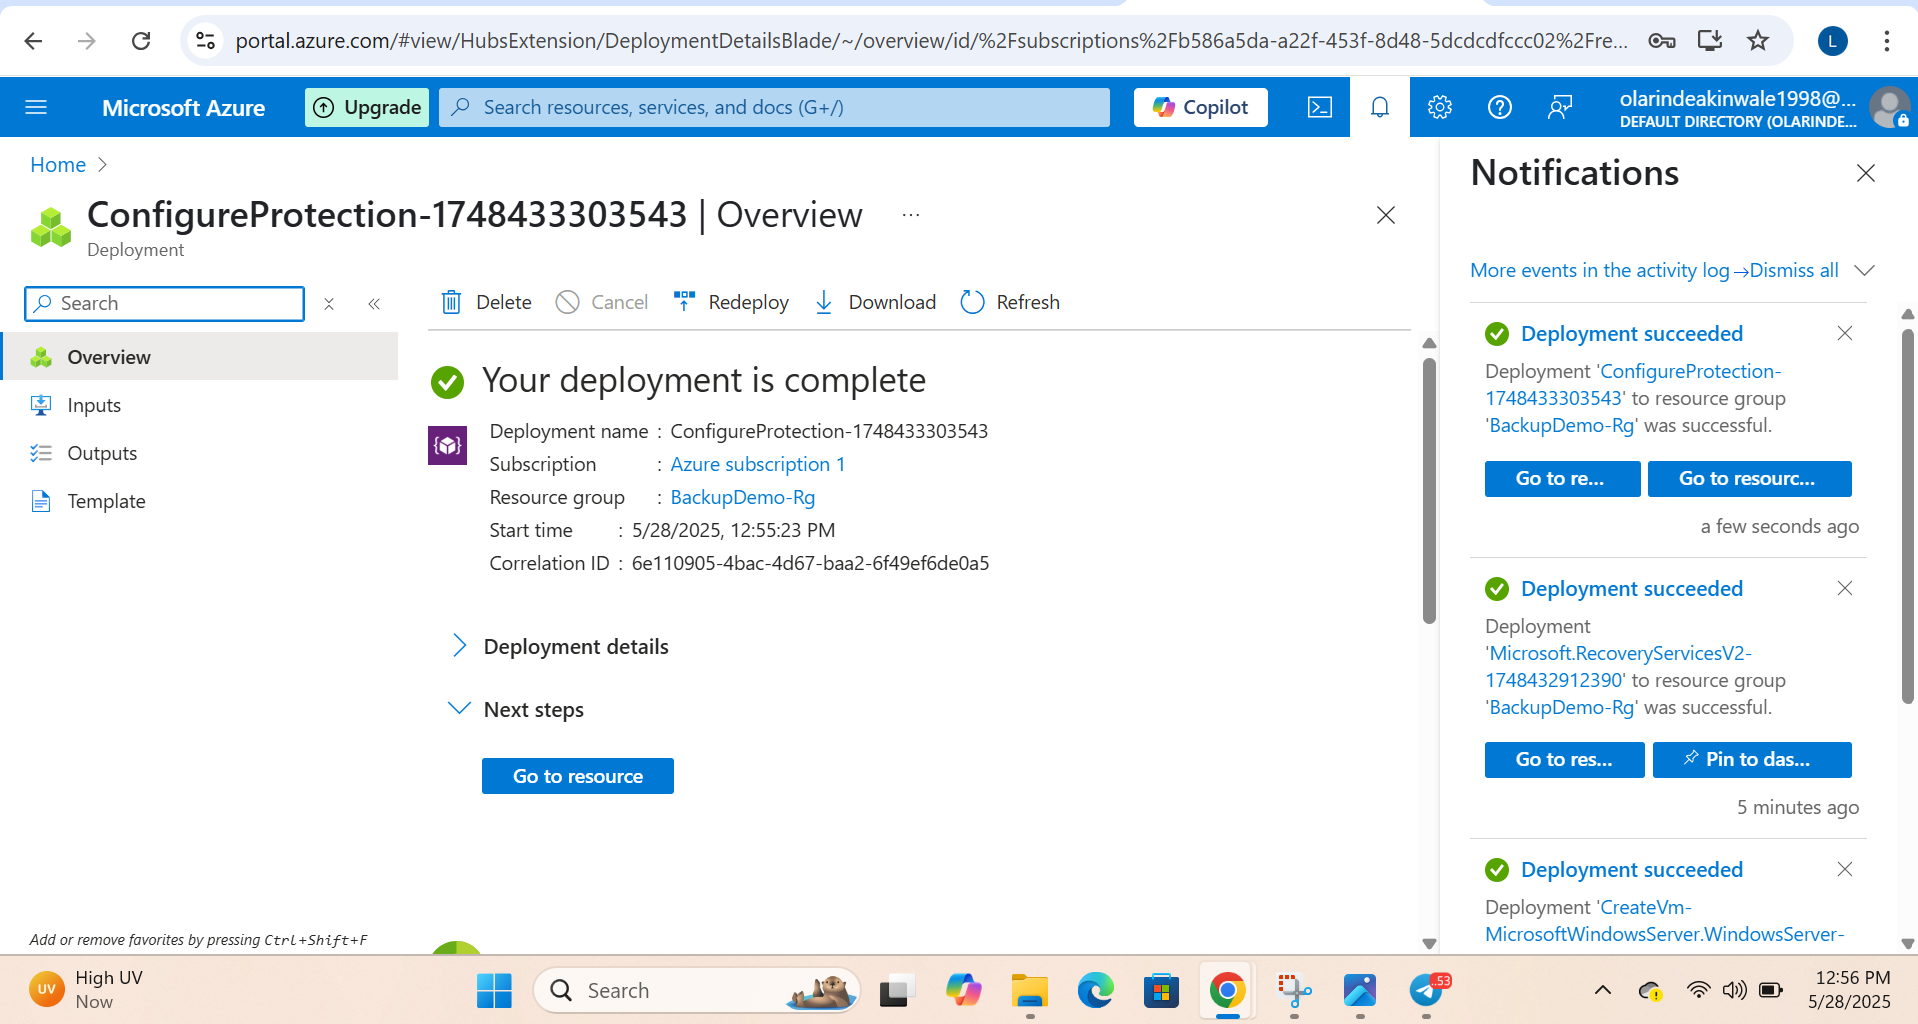 portal.azure.com/#view/HubsExtension/DeploymentDetailsBlade/~/overview/id/%2Fsubscriptions%2Fb586a5da-a22f-453f-8d48-5dcdcdfccc02%2Fre...
L
Microsoft Azure
Upgrade
Search resources, services, and docs (G+/)
Copilot
olarindeakinwale1998@...
DEFAULT DIRECTORY (OLARINDE...
Home
ConfigureProtection-1748433303543 | Overview ...
Deployment
Search
Overview
Inputs
Outputs
Template
Add or remove favorites by pressing Ctrl+Shift+F
Delete
Cancel
Redeploy
Download
Refresh
Your deployment is complete
Deployment name : ConfigureProtection-1748433303543
Subscription : Azure subscription 1
Resource group : BackupDemo-Rg
Start time : 5/28/2025, 12:55:23 PM
Correlation ID : 6e110905-4bac-4d67-baa2-6f49ef6de0a5
Deployment details
Next steps
Go to resource
Notifications
More events in the activity log →
Dismiss all
Deployment succeeded
Deployment 'ConfigureProtection-
1748433303543' to resource group
'BackupDemo-Rg' was successful.
Go to re...
Go to resourc...
a few seconds ago
Deployment succeeded
Deployment
'Microsoft.RecoveryServicesV2-
1748432912390' to resource group
'BackupDemo-Rg' was successful.
Go to res...
Pin to das...
5 minutes ago
Deployment succeeded
Deployment 'CreateVm-
MicrosoftWindowsServer.WindowsServer-
UV
High UV
Now
Search
53
12:56 PM
5/28/2025